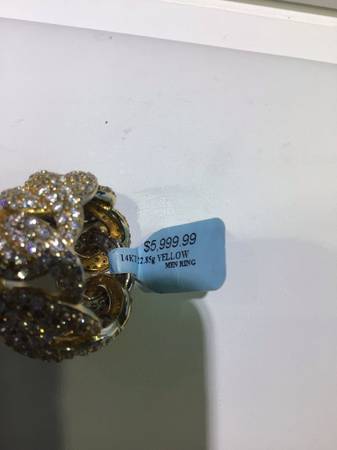 $5,999.99
14KT 22.85g YELLOW
MEN RING